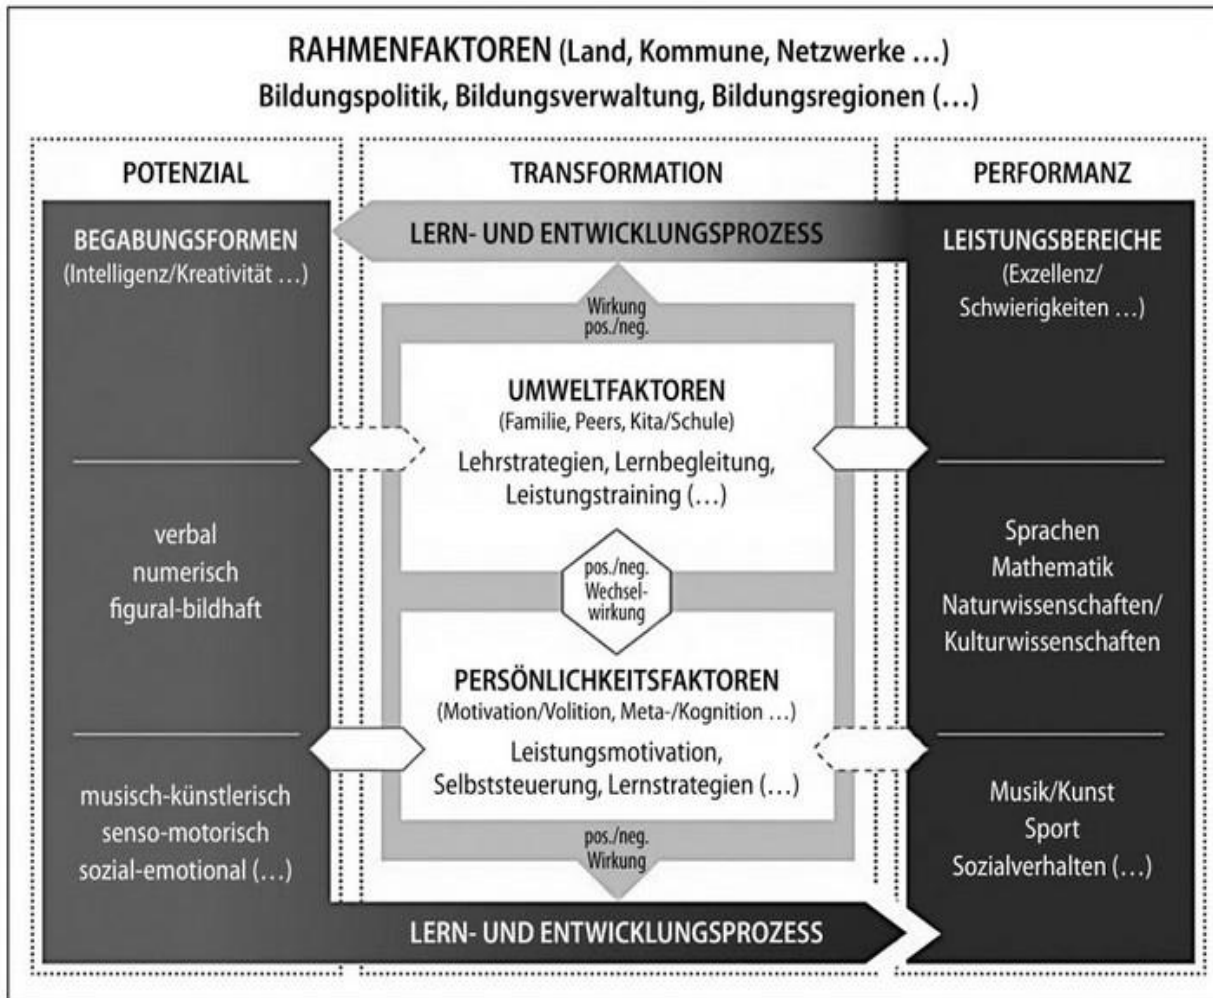 RAHMENFAKTOREN (Land, Kommune, Netzwerke …)
Bildungspolitik, Bildungsverwaltung, Bildungsregionen (…)
POTENZIAL
BEGABUNGSFORMEN
(Intelligenz/Kreativität …)
verbal
numerisch
figural-bildhaft
musisch-künstlerisch
senso-motorisch
sozial-emotional (…)
TRANSFORMATION
LERN- UND ENTWICKLUNGSPROZESS
Wirkung
pos./neg.
UMWELTFAKTOREN
(Familie, Peers, Kita/Schule)
Lehrstrategien, Lernbegleitung,
Leistungstraining (…)
pos./neg.
Wechsel-
wirkung
PERSÖNLICHKEITSFAKTOREN
(Motivation/Volition, Meta-/Kognition …)
Leistungsmotivation,
Selbststeuerung, Lernstrategien (…)
pos./neg.
Wirkung
LERN- UND ENTWICKLUNGSPROZESS
PERFORMANZ
LEISTUNGSBEREICHE
(Exzellenz/
Schwierigkeiten …)
Sprachen
Mathematik
Naturwissenschaften/
Kulturwissenschaften
Musik/Kunst
Sport
Sozialverhalten (…)